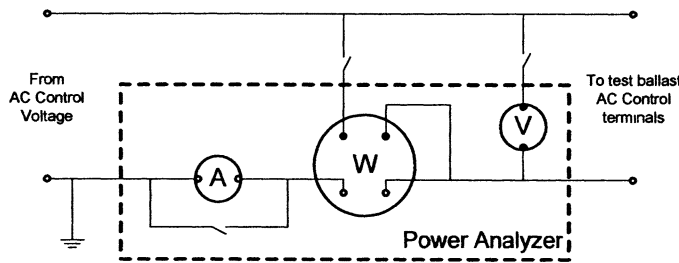 From
AC Control
Voltage
To test ballast
AC Control
terminals
V
W
A
Power Analyzer